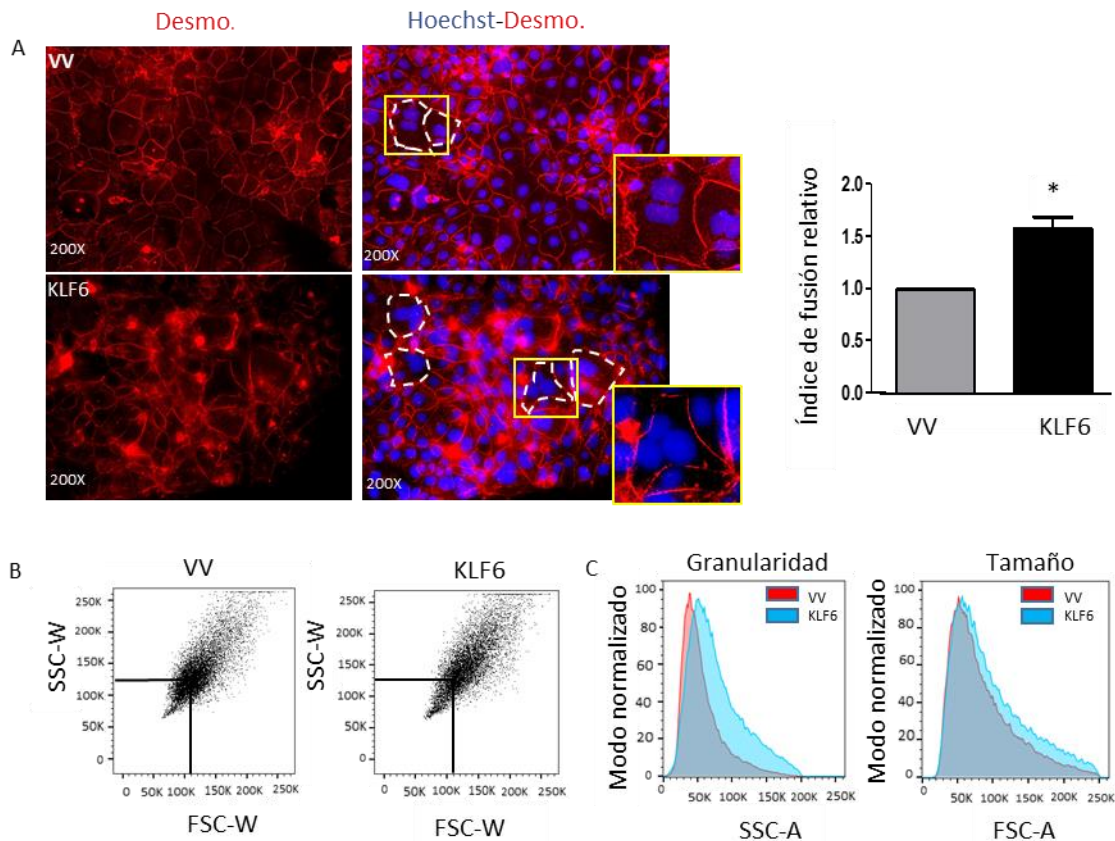 Desmo.
Hoechst-Desmo.
A
VV
200X
200X
KLF6
200X
200X
Índice de fusión relativo
2.0
1.5
1.0
0.5
0.0
*
VV
KLF6
B
VV
SSC-W
250K
200K
150K
100K
50K
0
0
50K
100K
150K
200K
250K
FSC-W
KLF6
SSC-W
250K
200K
150K
100K
50K
0
0
50K
100K
150K
200K
250K
FSC-W
C
Granularidad
Modo normalizado
100
80
60
40
20
0
VV
KLF6
0
50K
100K
150K
200K
250K
SSC-A
Tamaño
Modo normalizado
100
80
60
40
20
0
VV
KLF6
0
50K
100K
150K
200K
250K
FSC-A